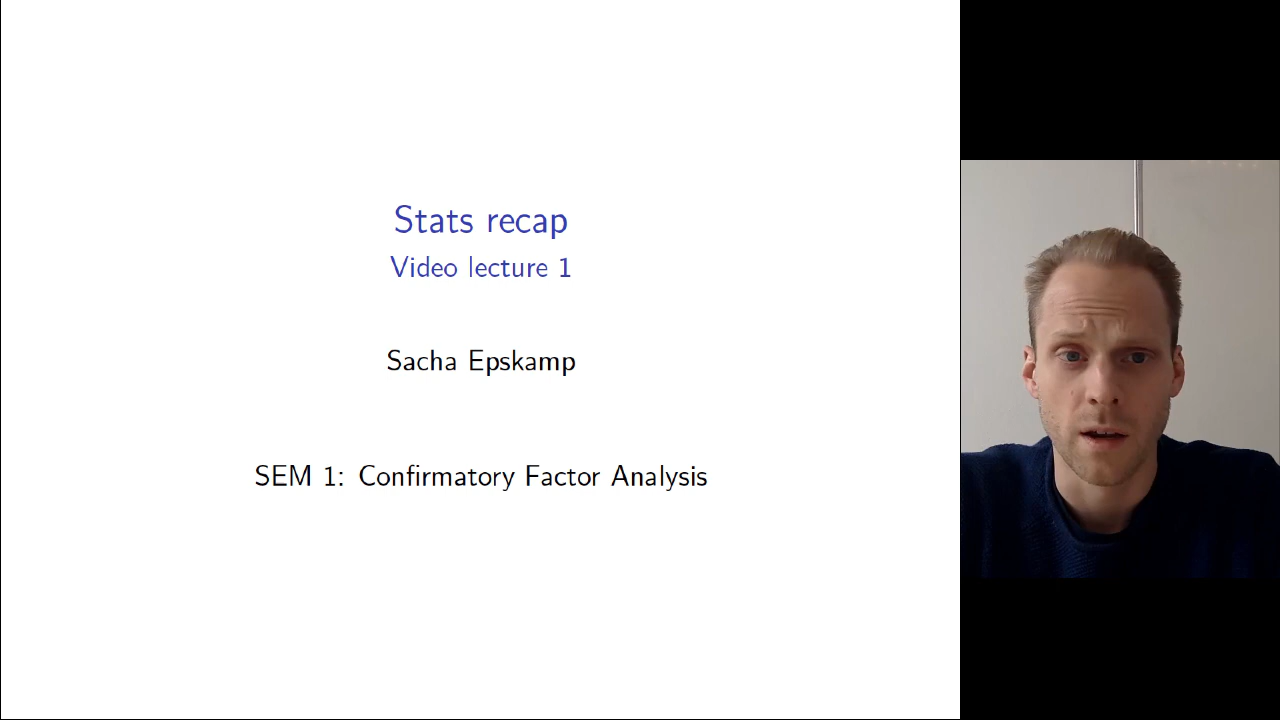 Stats recap
Video lecture 1
Sacha Epskamp
SEM 1: Confirmatory Factor Analysis